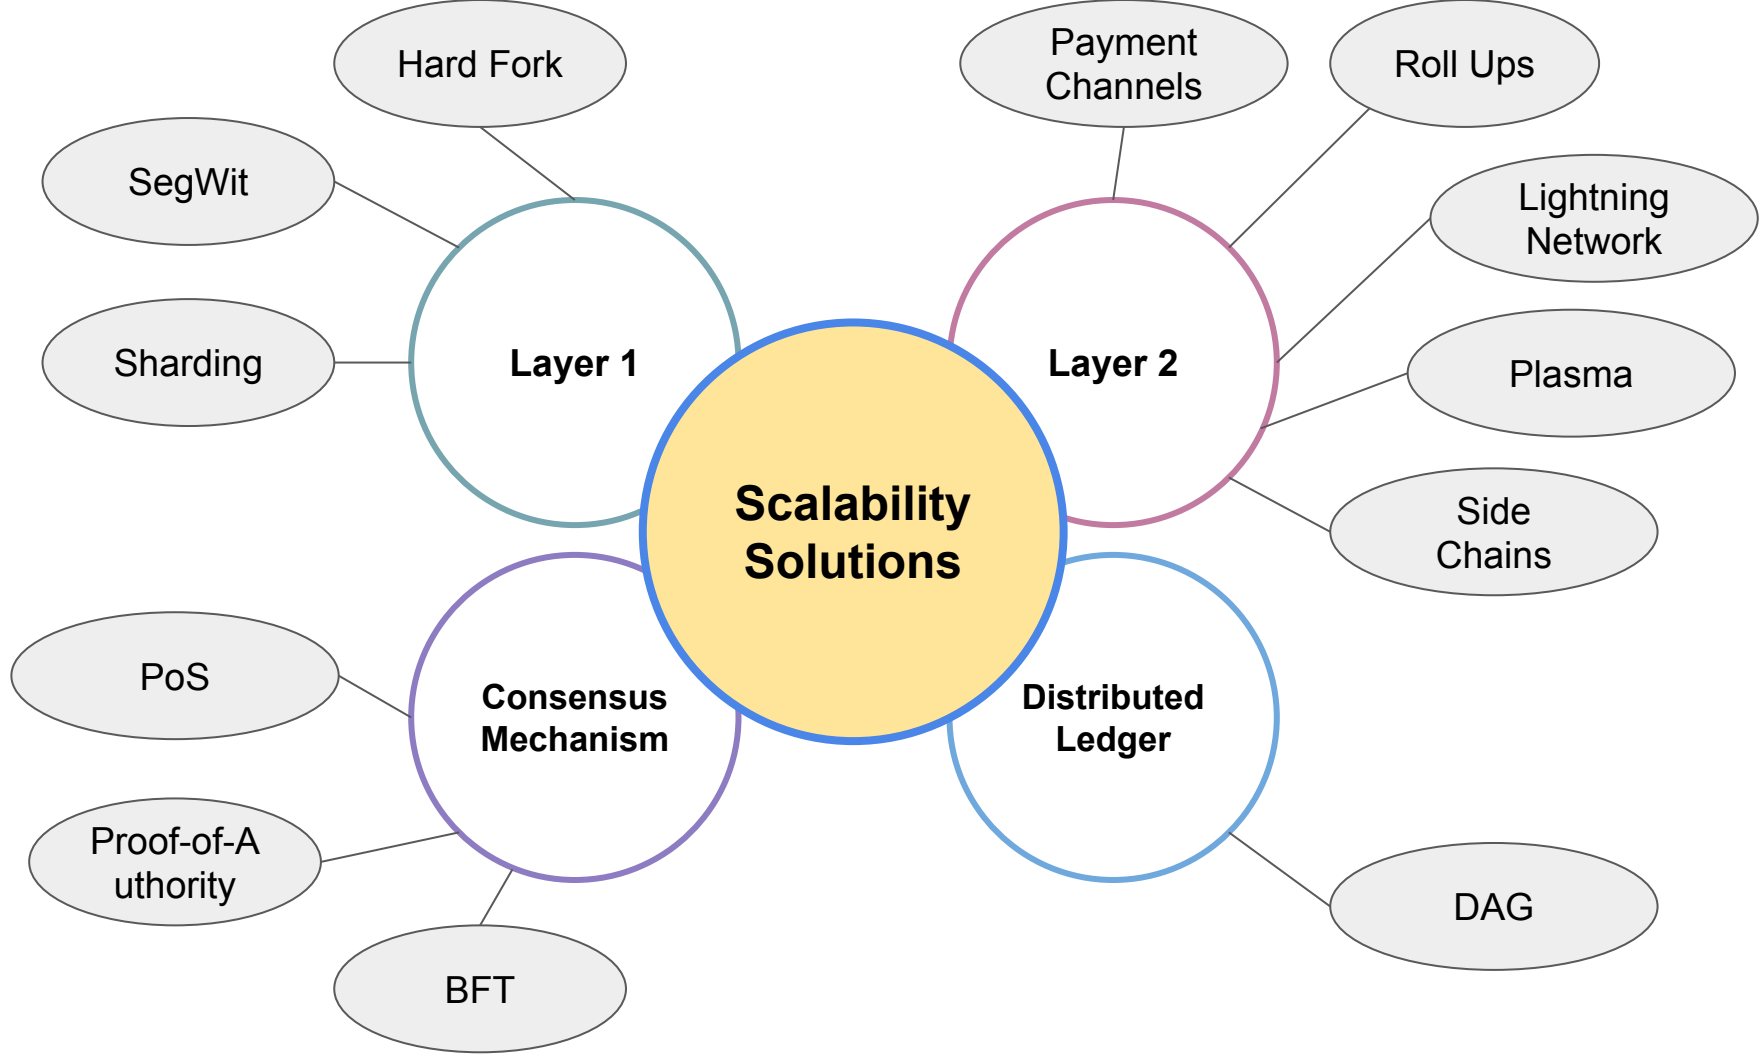 Hard Fork
SegWit
Sharding
Layer 1
Payment
Channels
Roll Ups
Lightning
Network
Plasma
Side
Chains
Layer 2
Scalability
Solutions
Consensus
Mechanism
PoS
Proof-of-A
uthority
BFT
Distributed
Ledger
DAG